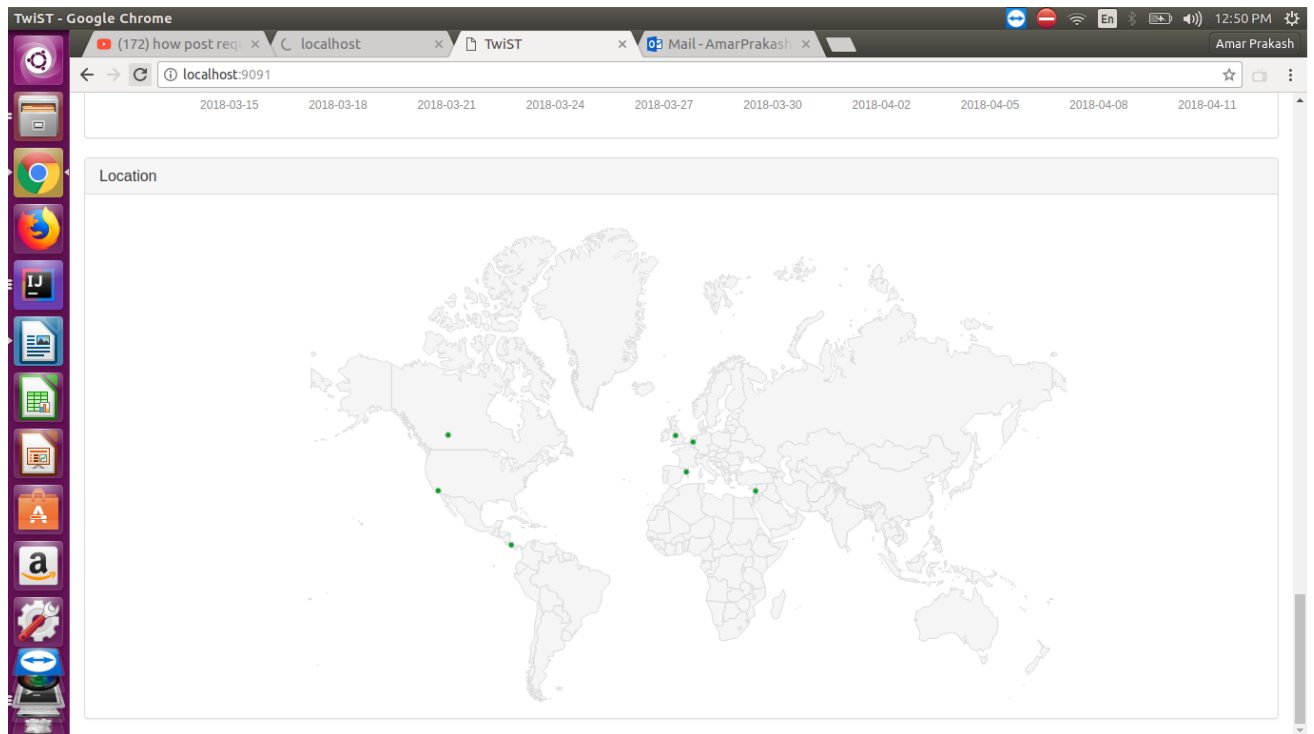 TwiST - Google Chrome
En
12:50 PM
(172) how post requ
localhost
TwiST
Mail - AmarPrakash
Amar Prakash
localhost:9091
2018-03-15 2018-03-18 2018-03-21 2018-03-24 2018-03-27 2018-03-30 2018-04-02 2018-04-05 2018-04-08 2018-04-11
Location
IJ
A
a